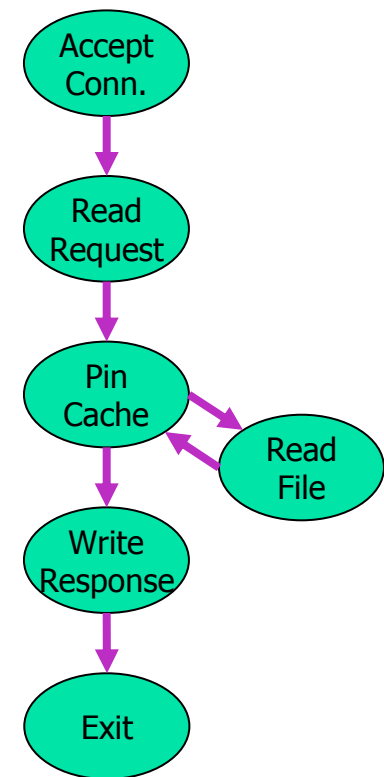 Accept
Conn.
Read
Request
Pin
Cache
Read
File
Write
Response
Exit